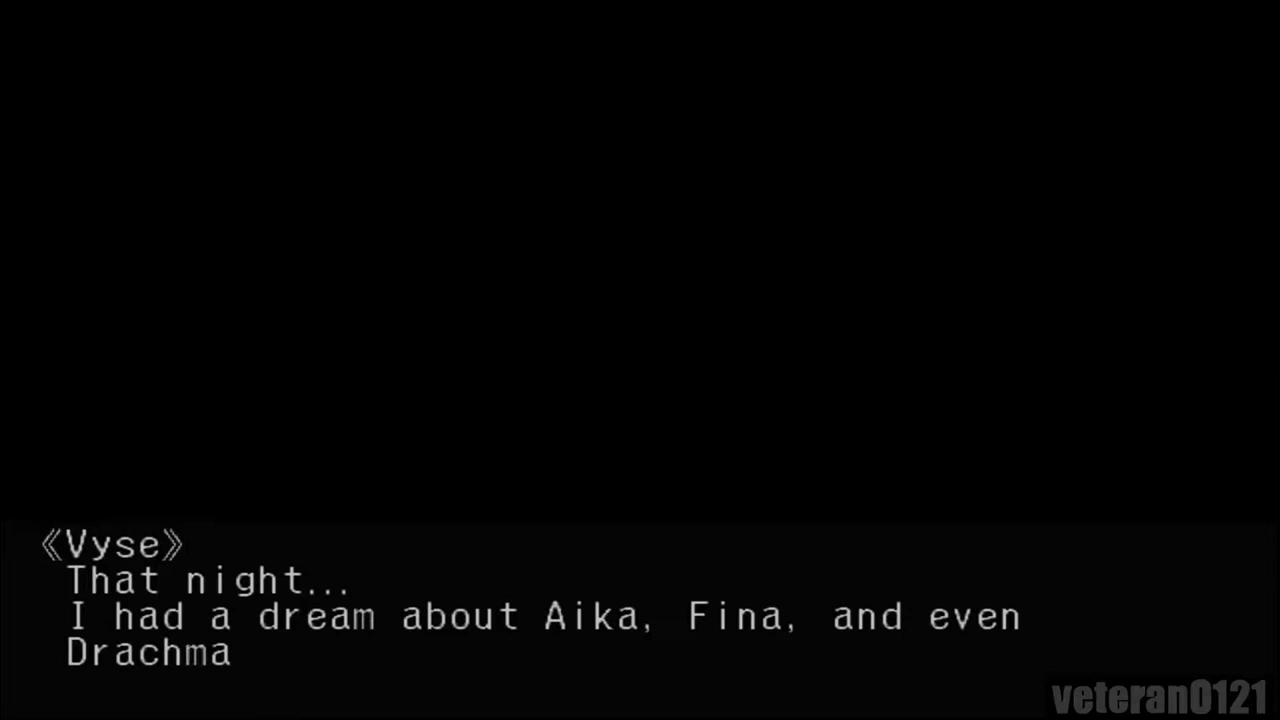 《Vyse》
That night...
I had a dream about Aika, Fina, and even
Drachma
veteran0121